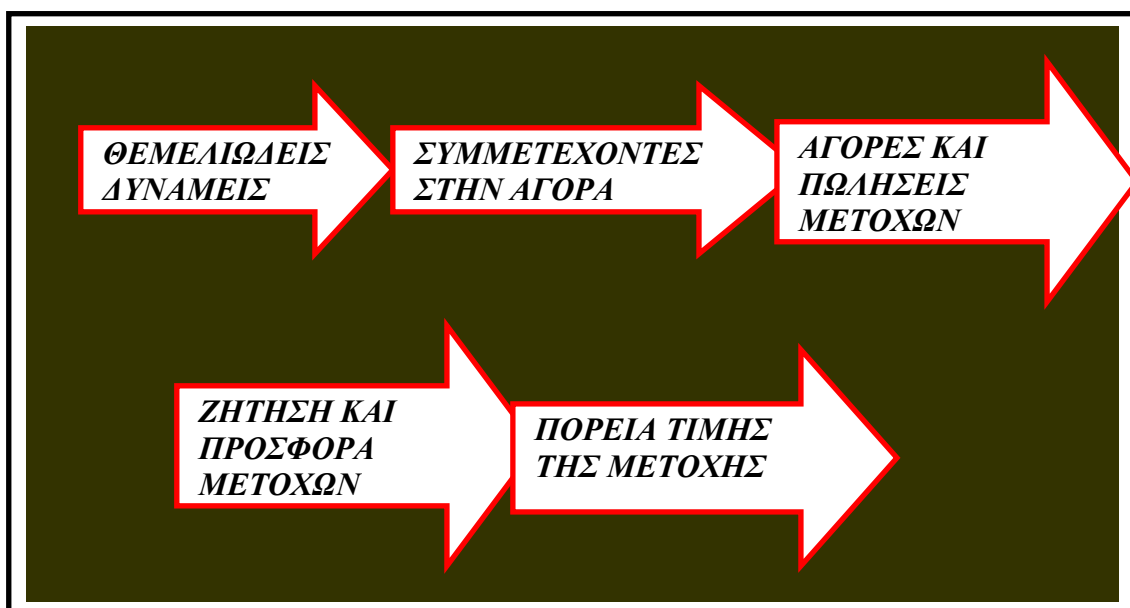 ΘΕΜΕΛΙΩΔΕΙΣ
ΔΥΝΑΜΕΙΣ
ΣΥΜΜΕΤΕΧΟΝΤΕΣ
ΣΤΗΝ ΑΓΟΡΑ
ΑΓΟΡΕΣ ΚΑΙ
ΠΩΛΗΣΕΙΣ
ΜΕΤΟΧΩΝ
ΖΗΤΗΣΗ ΚΑΙ
ΠΡΟΣΦΟΡΑ
ΜΕΤΟΧΩΝ
ΠΟΡΕΙΑ ΤΙΜΗΣ
ΤΗΣ ΜΕΤΟΧΗΣ